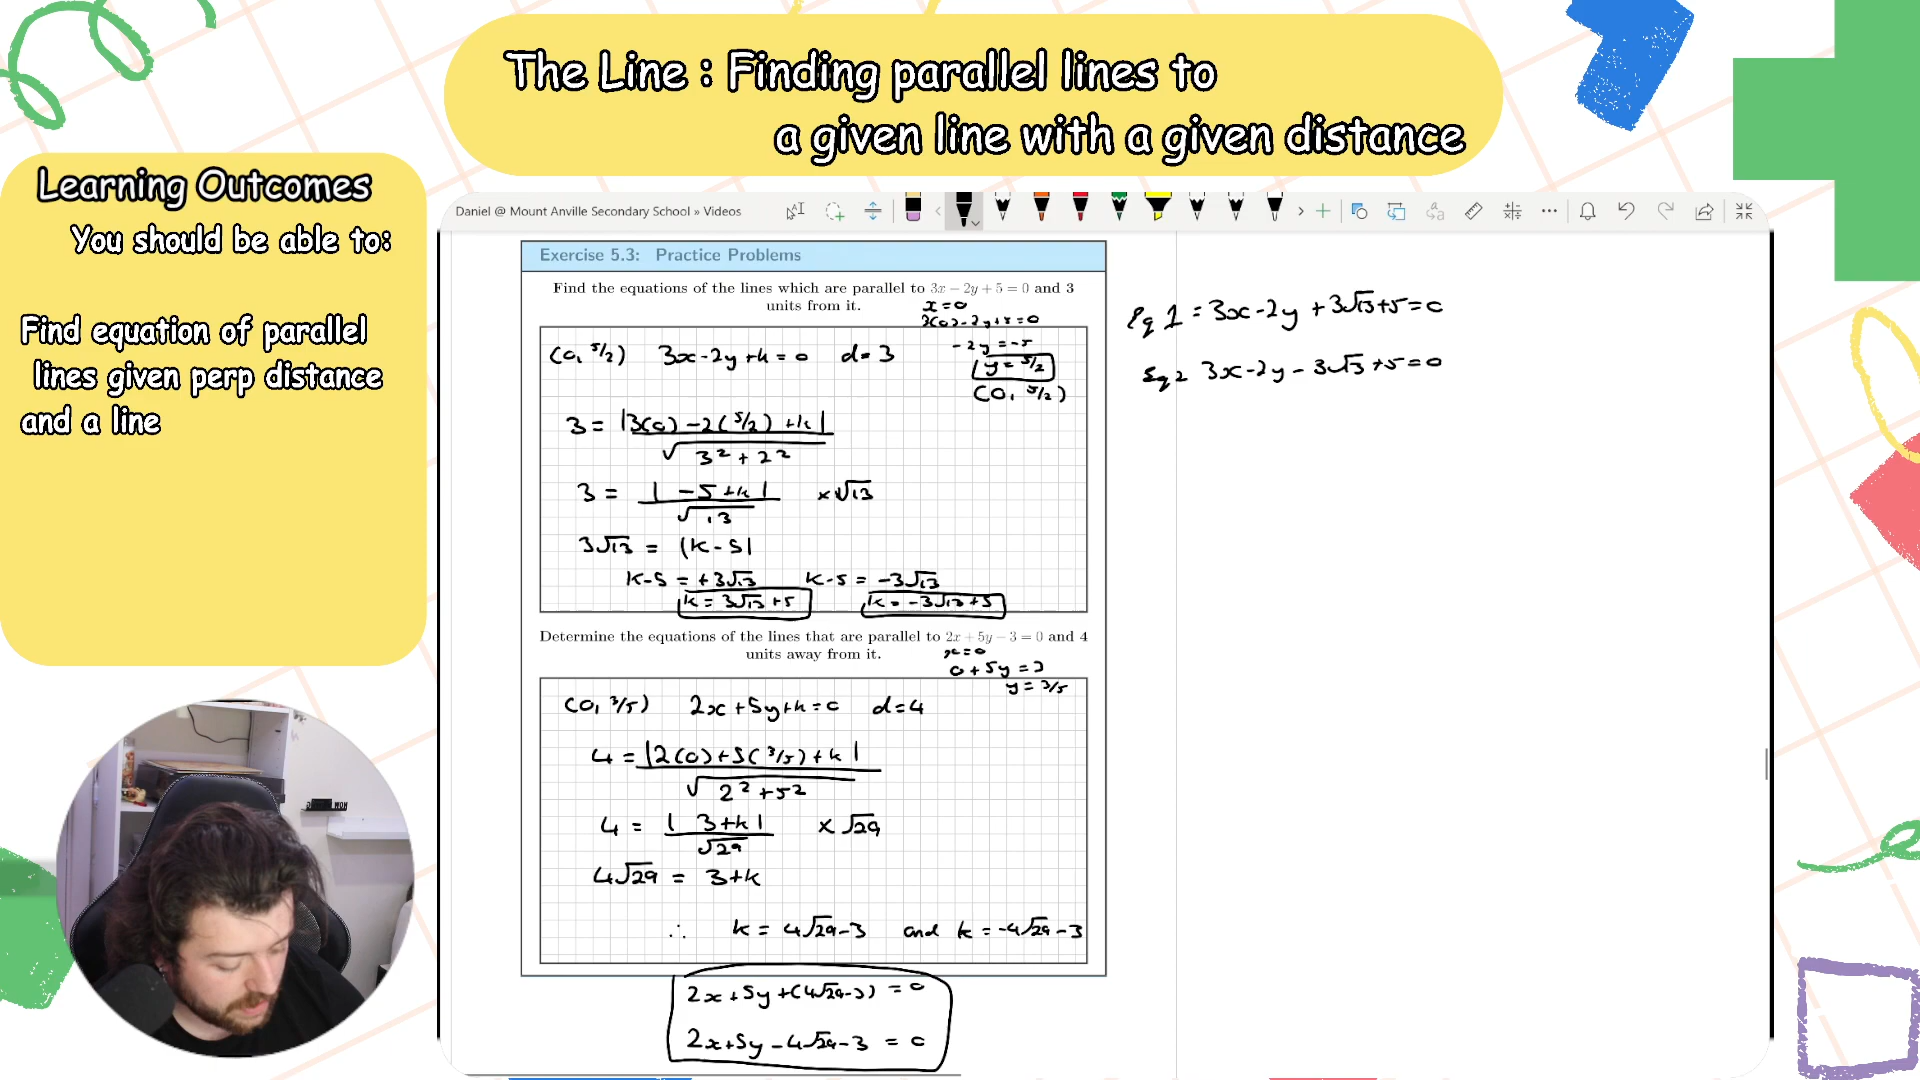 The Line : Finding parallel lines to
a given line with a given distance
Learning Outcomes
You should be able to:
Find equation of parallel
lines given perp distance
and a line
Daniel @ Mount Anville Secondary School » Videos
Exercise 5.3: Practice Problems
Find the equations of the lines which are parallel to 3x − 2y + 5 = 0 and 3
units from it.
x = 0
3(0) - 2y + 5 = 0
- 2y = -5
y = 5/2
(0, 5/2)
(0, 5/2) 3x - 2y + k = 0 d = 3
3 = |3(0) - 2(5/2) + k|
√3² + 2²
3 = | -5 + k | × √13
√13
3√13 = |k - 5|
k - 5 = +3√13 k - 5 = -3√13
k = 3√13 + 5 k = -3√13 + 5
Eq 1 = 3x - 2y + 3√13 + 5 = 0
Eq 2 3x - 2y - 3√13 + 5 = 0
Determine the equations of the lines that are parallel to 2x + 5y − 3 = 0 and 4
units away from it.
x = 0
0 + 5y = 3
y = 3/5
(0, 3/5) 2x + 5y + k = 0 d = 4
4 = |2(0) + 5(3/5) + k|
√2² + 5²
4 = | 3 + k | × √29
√29
4√29 = 3 + k
∴ k = 4√29 - 3 and k = -4√29 - 3
2x + 5y + (4√29 - 3) = 0
2x + 5y - 4√29 - 3 = 0